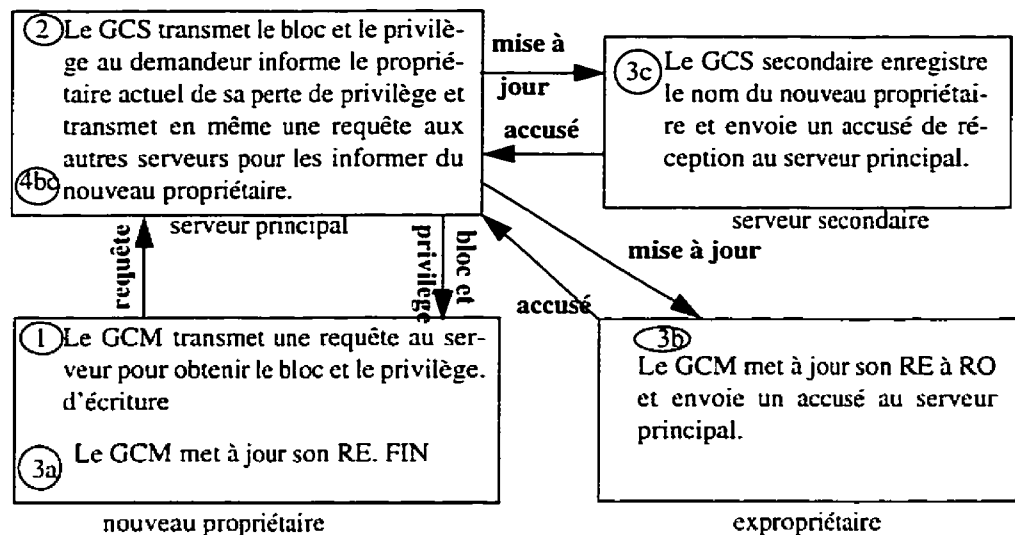 2 Le GCS transmet le bloc et le privilè-
ge au demandeur informe le proprié-
taire actuel de sa perte de privilège et
transmet en même une requête aux
autres serveurs pour les informer du
4bc nouveau propriétaire.
serveur principal
mise à
jour
accusé
3c Le GCS secondaire enregistre
le nom du nouveau propriétai-
re et envoie un accusé de ré-
ception au serveur principal.
serveur secondaire
requête
bloc et
privilège
mise à jour
accusé
1 Le GCM transmet une requête au ser-
veur pour obtenir le bloc et le privilège.
d'écriture
3a Le GCM met à jour son RE. FIN
nouveau propriétaire
3b
Le GCM met à jour son RE à RO
et envoie un accusé au serveur
principal.
expropriétaire